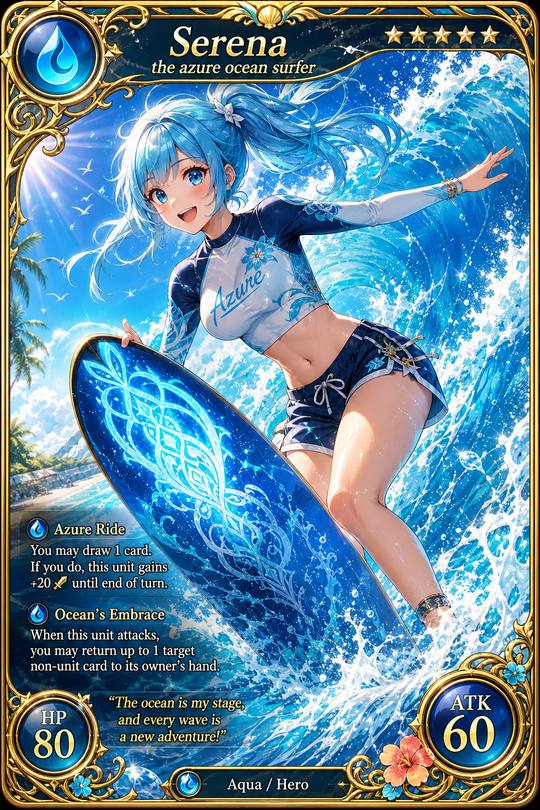 Serena
the azure ocean surfer
Azure
Azure Ride
You may draw 1 card.
If you do, this unit gains
+20 until end of turn.
Ocean's Embrace
When this unit attacks,
you may return up to 1 target
non-unit card to its owner's hand.
"The ocean is my stage,
and every wave is
a new adventure!"
HP
80
ATK
60
Aqua / Hero